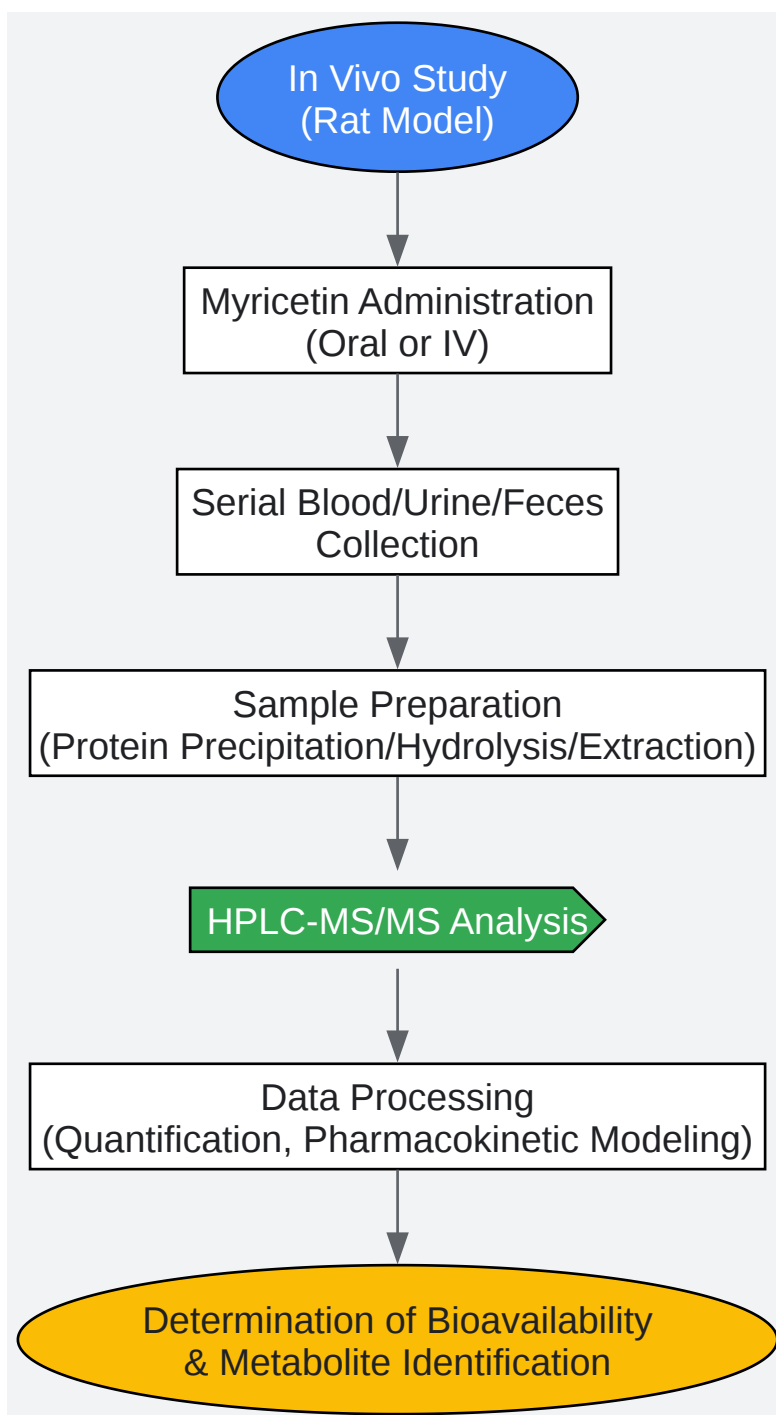 In Vivo Study
(Rat Model)
Myricetin Administration
(Oral or IV)
Serial Blood/Urine/Feces
Collection
Sample Preparation
(Protein Precipitation/Hydrolysis/Extraction)
HPLC-MS/MS Analysis
Data Processing
(Quantification, Pharmacokinetic Modeling)
Determination of Bioavailability
& Metabolite Identification